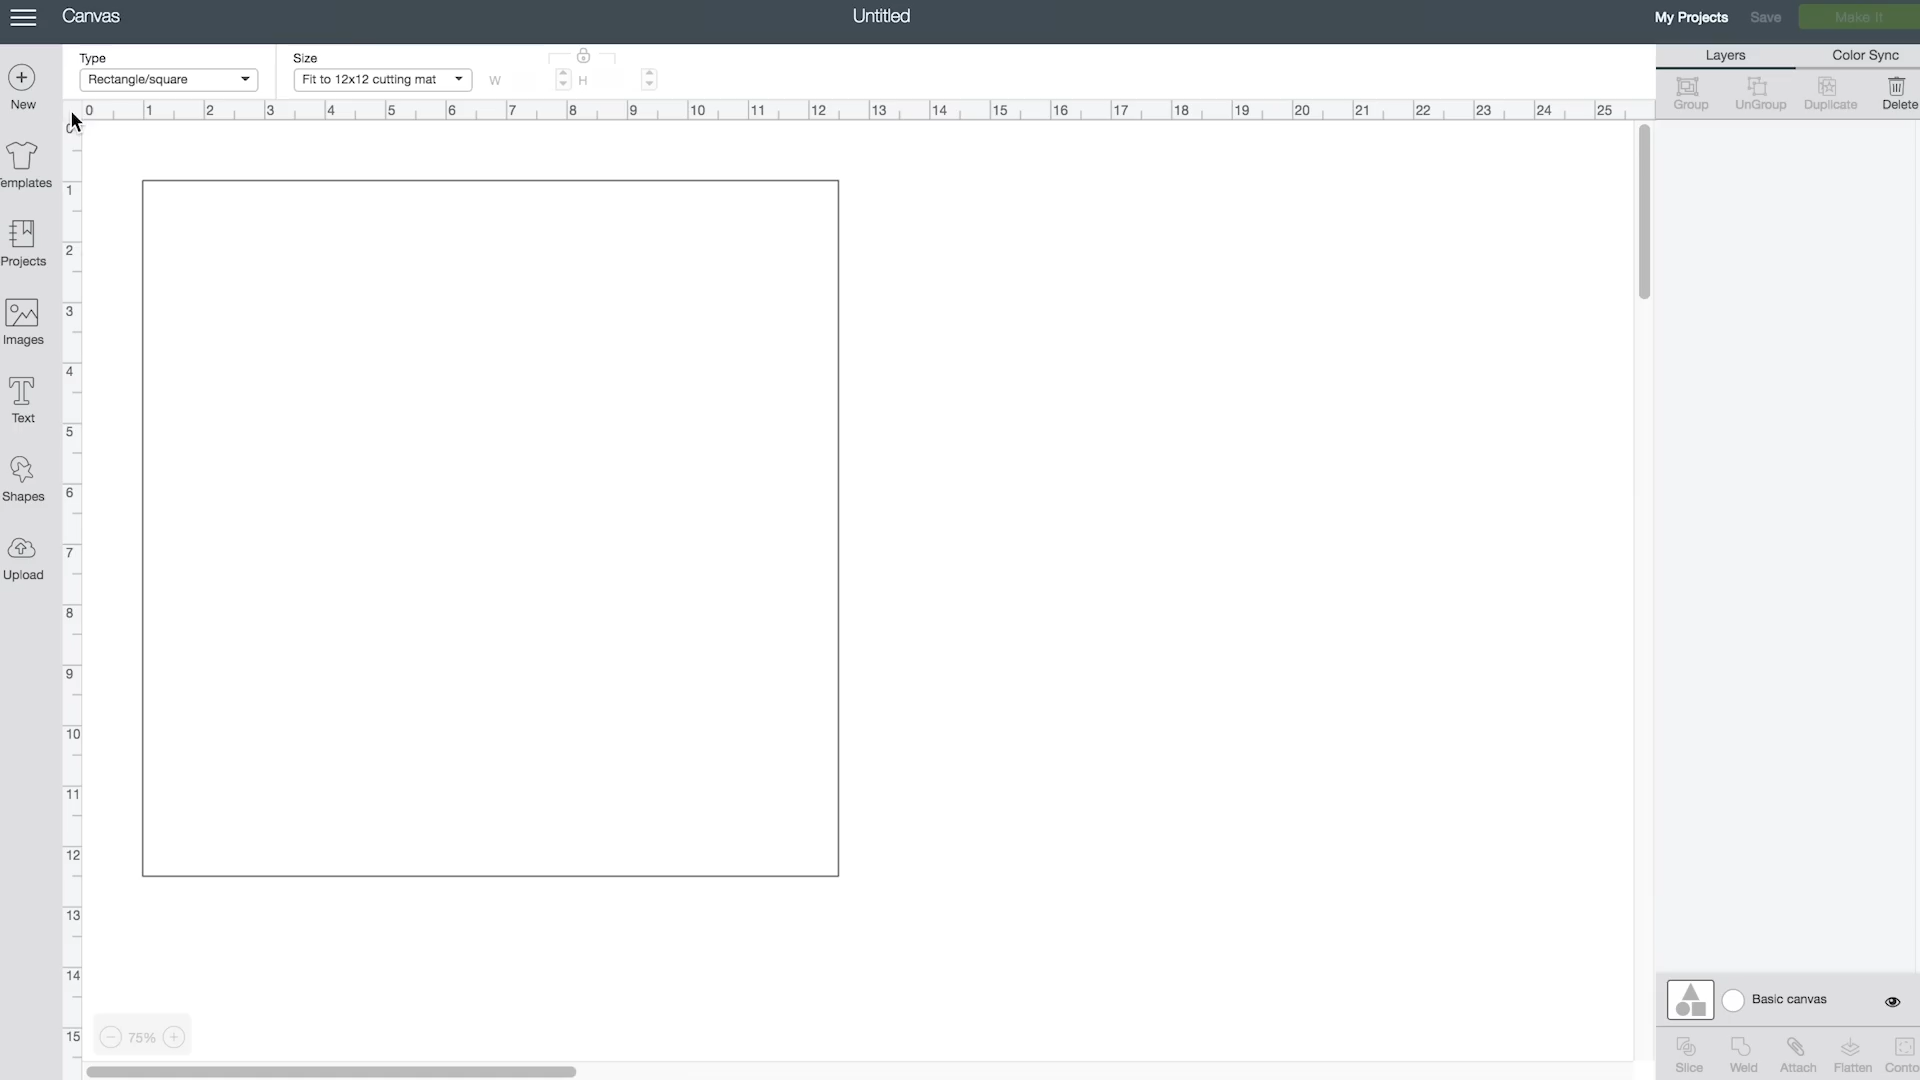 Canvas
Untitled
My Projects
Save
Make It
Type
Rectangle/square
Size
Fit to 12x12 cutting mat
W
H
Layers
Color Sync
Group
UnGroup
Duplicate
Delete
New
emplates
Projects
Images
Text
Shapes
Upload
0 1 2 3 4 5 6 7 8 9 10 11 12 13 14 15 16 17 18 19 20 21 22 23 24 25
0
1
2
3
4
5
6
7
8
9
10
11
12
13
14
15
75%
Basic canvas
Slice
Weld
Attach
Flatten
Conto